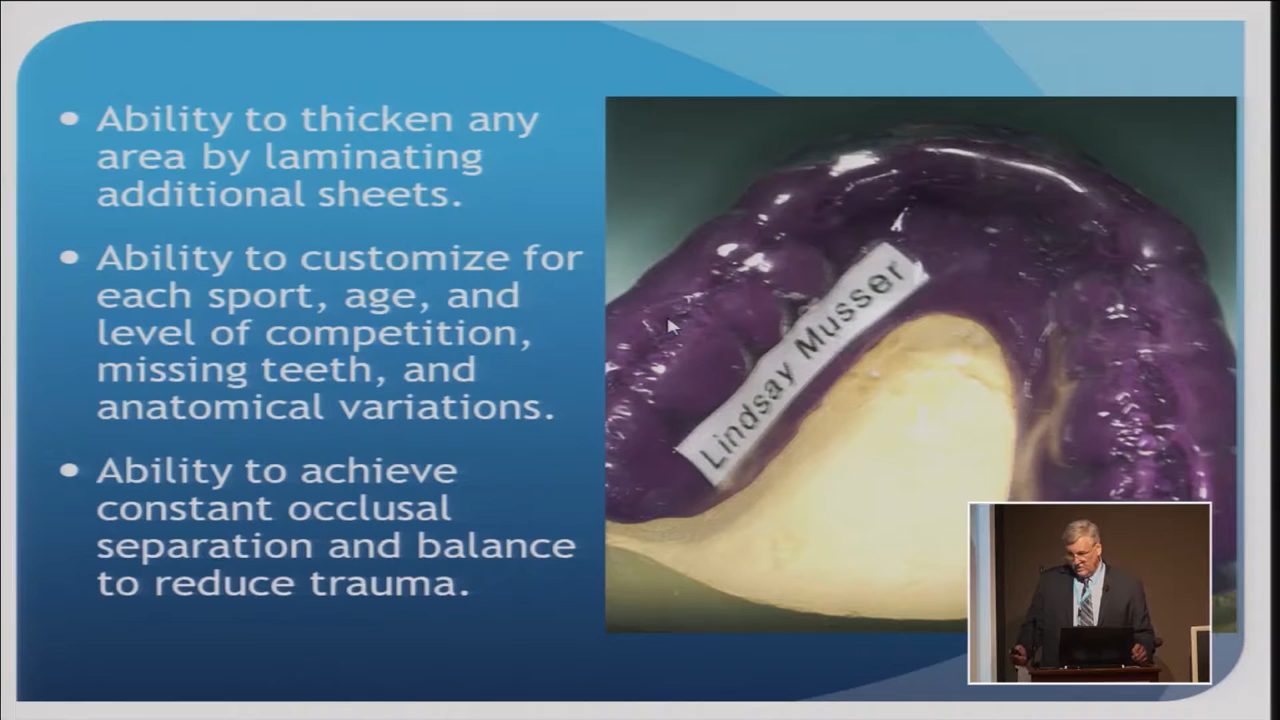 • Ability to thicken any
area by laminating
additional sheets.
• Ability to customize for
each sport, age, and
level of competition,
missing teeth, and
anatomical variations.
• Ability to achieve
constant occlusal
separation and balance
to reduce trauma.
Lindsay Musser